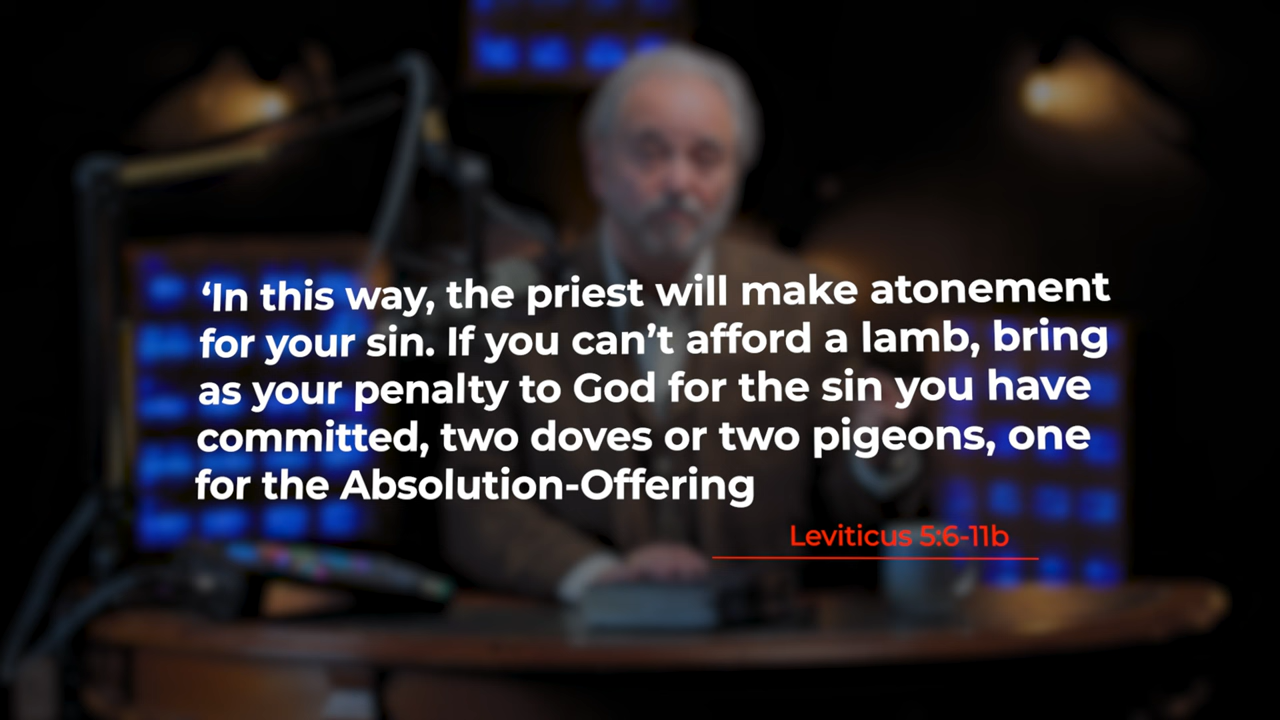 ‘In this way, the priest will make atonement
for your sin. If you can’t afford a lamb, bring
as your penalty to God for the sin you have
committed, two doves or two pigeons, one
for the Absolution-Offering
Leviticus 5:6-11b